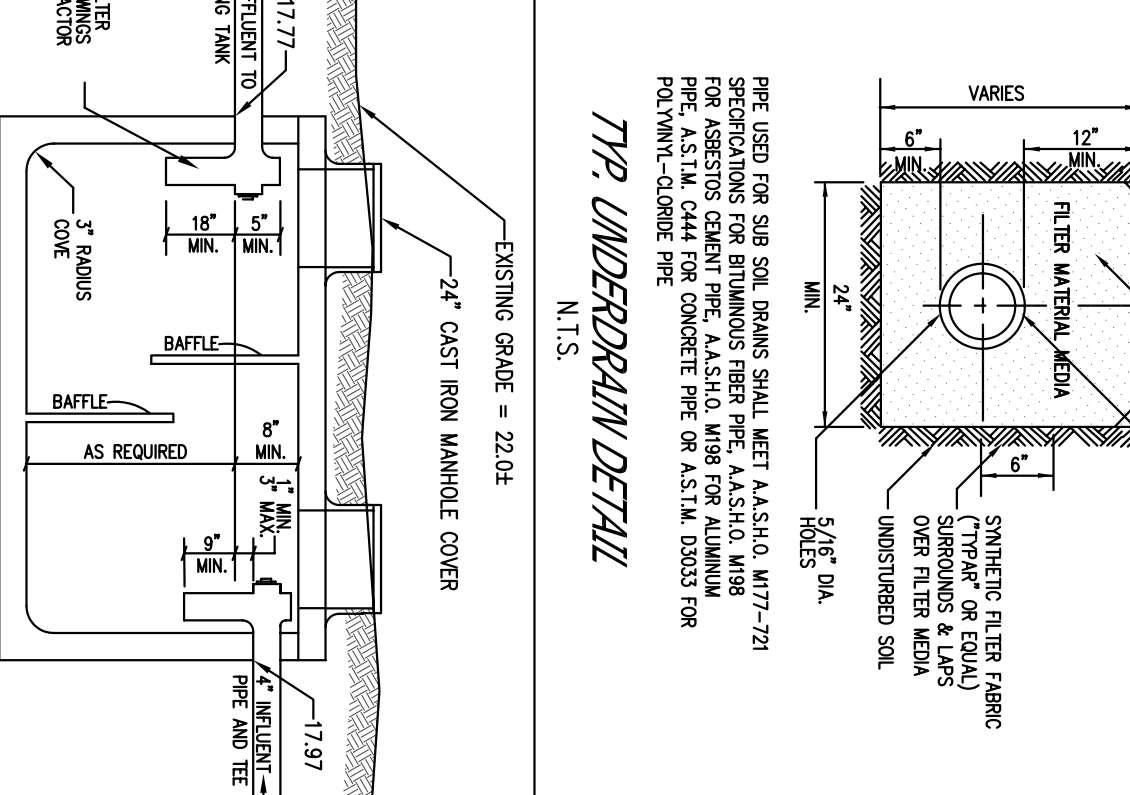 VARIES
6"
MIN.
12"
MIN.
FILTER MATERIAL MEDIA
24"
MIN.
6"
5/16" DIA.
HOLES
UNDISTURBED SOIL
SYNTHETIC FILTER FABRIC
("TYPAR" OR EQUAL)
SURROUNDS & LAPS
OVER FILTER MEDIA
PIPE USED FOR SUB SOIL DRAINS SHALL MEET A.A.S.H.O. M177-721
SPECIFICATIONS FOR BITUMINOUS FIBER PIPE, A.A.S.H.O. M198
FOR ASBESTOS CEMENT PIPE, A.A.S.H.O. M198 FOR ALUMINUM
PIPE, A.S.T.M. C444 FOR CONCRETE PIPE OR A.S.T.M. D3033 FOR
POLYVINYL-CLORIDE PIPE
TYP. UNDERDRAIN DETAIL
N.T.S.
EXISTING GRADE = 22.0±
24" CAST IRON MANHOLE COVER
17.77
FFLUENT TO
NG TANK
LTER
WINGS
ACTOR
3" RADIUS
COVE
18"
MIN.
5"
MIN.
BAFFLE
BAFFLE
AS REQUIRED
8"
MIN.
1" MIN.
3" MAX.
9"
MIN.
17.97
4" INFLUENT
PIPE AND TEE